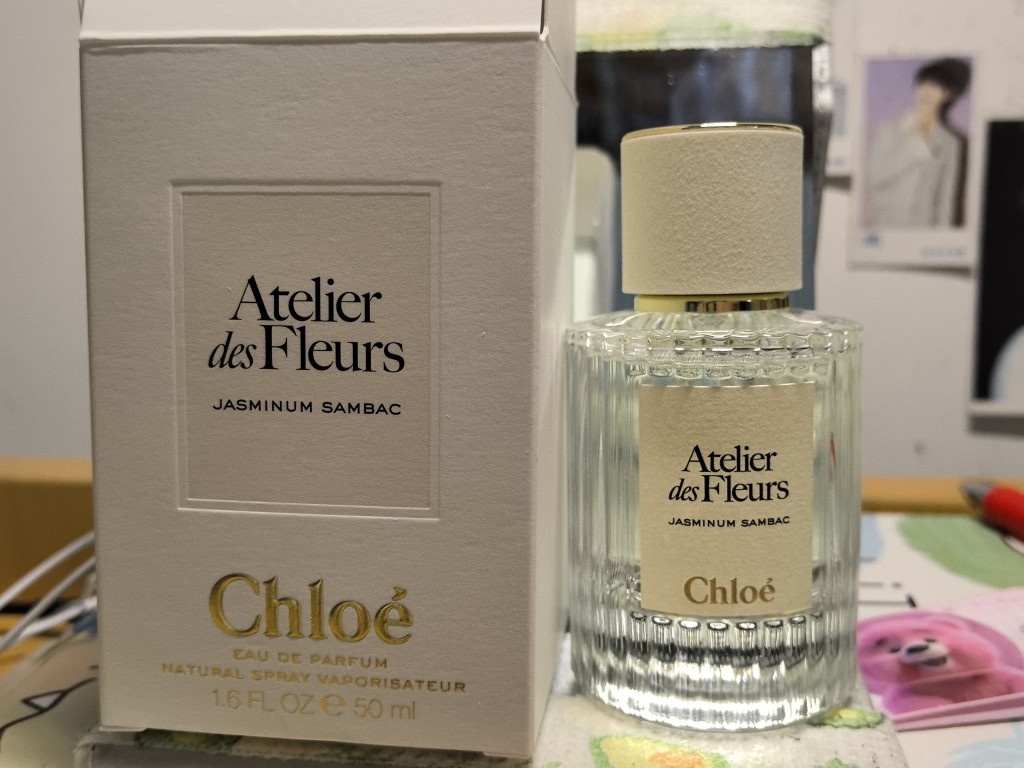 Atelier
des Fleurs
JASMINUM SAMBAC
Chloé
EAU DE PARFUM
NATURAL SPRAY VAPORISATEUR
1.6 FL OZ ℮ 50 ml
Atelier
des Fleurs
JASMINUM SAMBAC
Chloé